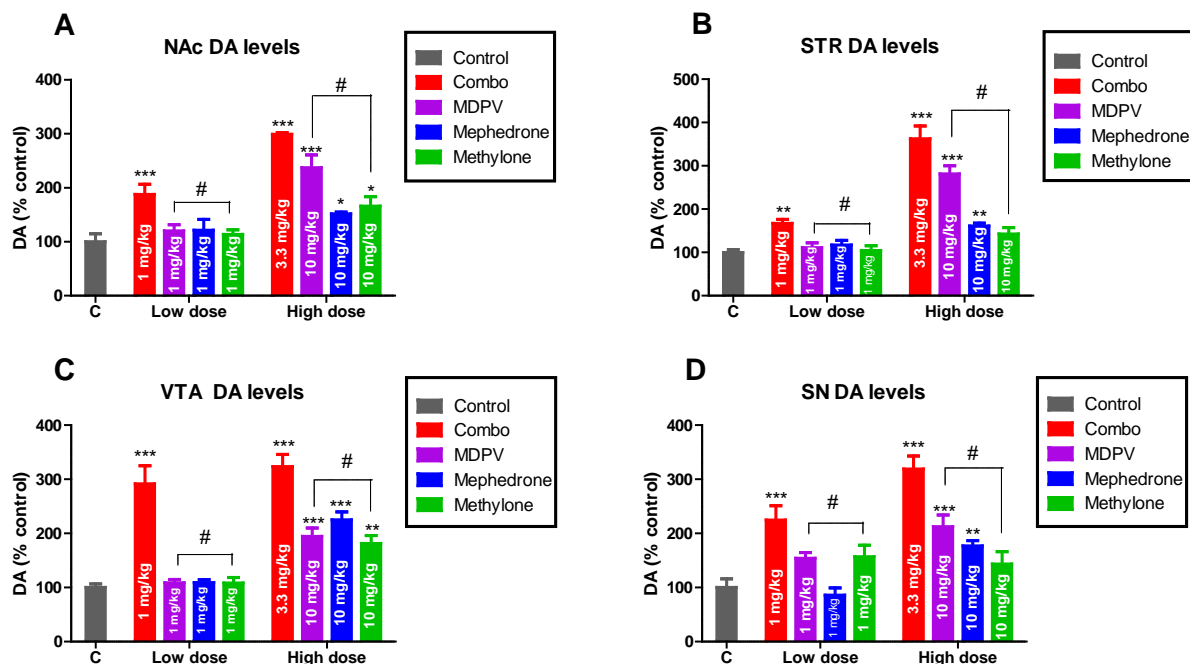 A
NAc DA levels
Control
Combo
MDPV
Mephedrone
Methylone
DA (% control)
400
300
200
100
0
***
#
***
***
#
*
*
1 mg/kg
1 mg/kg
1 mg/kg
1 mg/kg
3.3 mg/kg
10 mg/kg
10 mg/kg
10 mg/kg
C
Low dose
High dose
B
STR DA levels
Control
Combo
MDPV
Mephedrone
Methylone
DA (% control)
500
400
300
200
100
0
**
#
***
***
#
**
1 mg/kg
1 mg/kg
1 mg/kg
1 mg/kg
3.3 mg/kg
10 mg/kg
10 mg/kg
10 mg/kg
C
Low dose
High dose
C
VTA DA levels
Control
Combo
MDPV
Mephedrone
Methylone
DA (% control)
400
300
200
100
0
***
#
***
#
***
***
**
1 mg/kg
1 mg/kg
1 mg/kg
1 mg/kg
3.3 mg/kg
10 mg/kg
10 mg/kg
10 mg/kg
C
Low dose
High dose
D
SN DA levels
Control
Combo
MDPV
Mephedrone
Methylone
DA (% control)
400
300
200
100
0
***
#
***
#
***
**
1 mg/kg
1 mg/kg
1 mg/kg
1 mg/kg
3.3 mg/kg
10 mg/kg
10 mg/kg
10 mg/kg
C
Low dose
High dose